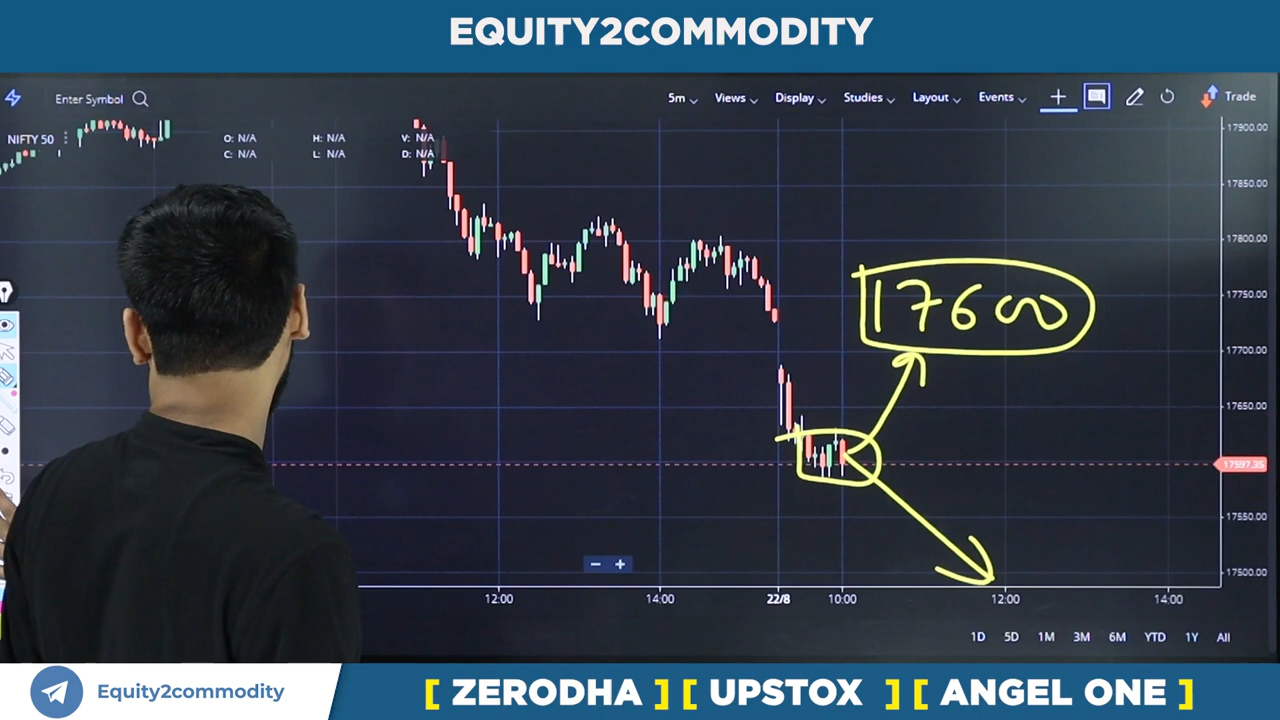 EQUITY2COMMODITY
Enter Symbol
5m Views Display Studies Layout Events Trade
NIFTY 50 O: N/A H: N/A V: N/A
C: N/A L: N/A D: N/A
17900.00
17850.00
17800.00
17750.00
17600
17700.00
17650.00
17597.35
17550.00
17500.00
12:00 14:00 22/8 10:00 12:00 14:00
1D 5D 1M 3M 6M YTD 1Y All
Equity2commodity
[ ZERODHA ] [ UPSTOX ] [ ANGEL ONE ]